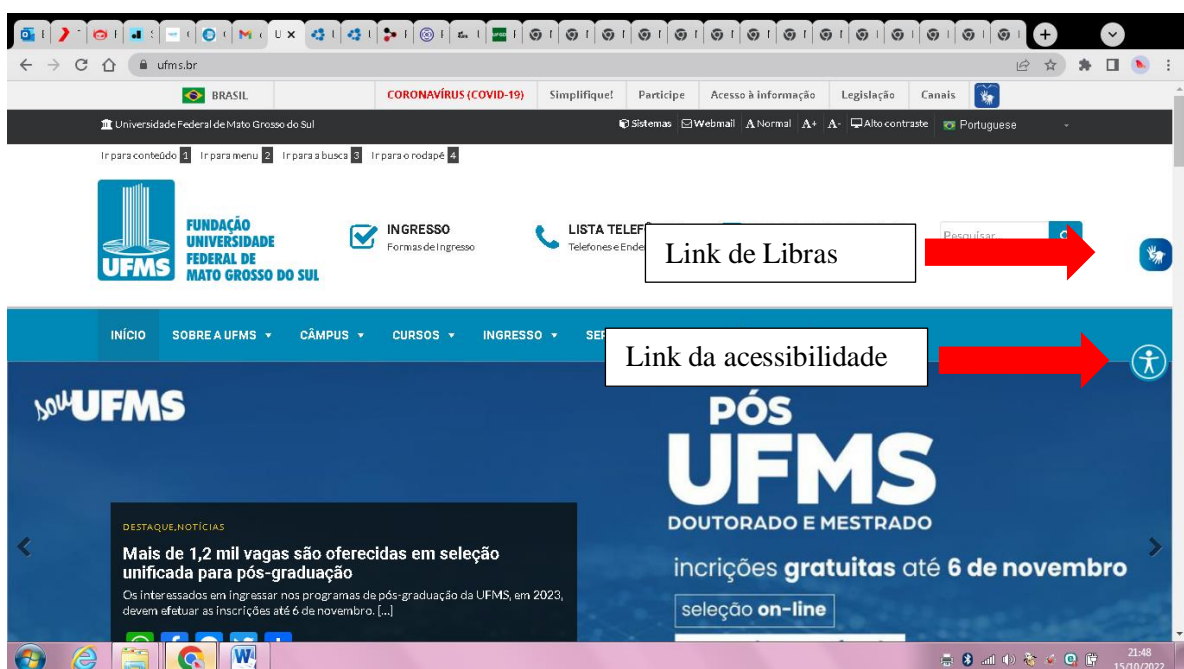 ufms.br
BRASIL
CORONAVÍRUS (COVID-19)
Simplifique!
Participe
Acesso à informação
Legislação
Canais
Universidade Federal de Mato Grosso do Sul
Sistemas
Webmail
A Normal
A+
A-
Alto contraste
Portuguese
Ir para conteúdo 1
Ir para menu 2
Ir para a busca 3
Ir para o rodapé 4
UFMS
FUNDAÇÃO
UNIVERSIDADE
FEDERAL DE
MATO GROSSO DO SUL
INGRESSO
Formas de Ingresso
LISTA
Telefones e
Pesquisar
Link de Libras
INÍCIO
SOBRE A UFMS
CÂMPUS
CURSOS
INGRESSO
Link da acessibilidade
souUFMS
PÓS
UFMS
DOUTORADO E MESTRADO
incrições gratuitas até 6 de novembro
seleção on-line
DESTAQUE,NOTÍCIAS
Mais de 1,2 mil vagas são oferecidas em seleção
unificada para pós-graduação
Os interessados em ingressar nos programas de pós-graduação da UFMS, em 2023,
devem efetuar as inscrições até 6 de novembro. [...]
21:48
15/10/2022